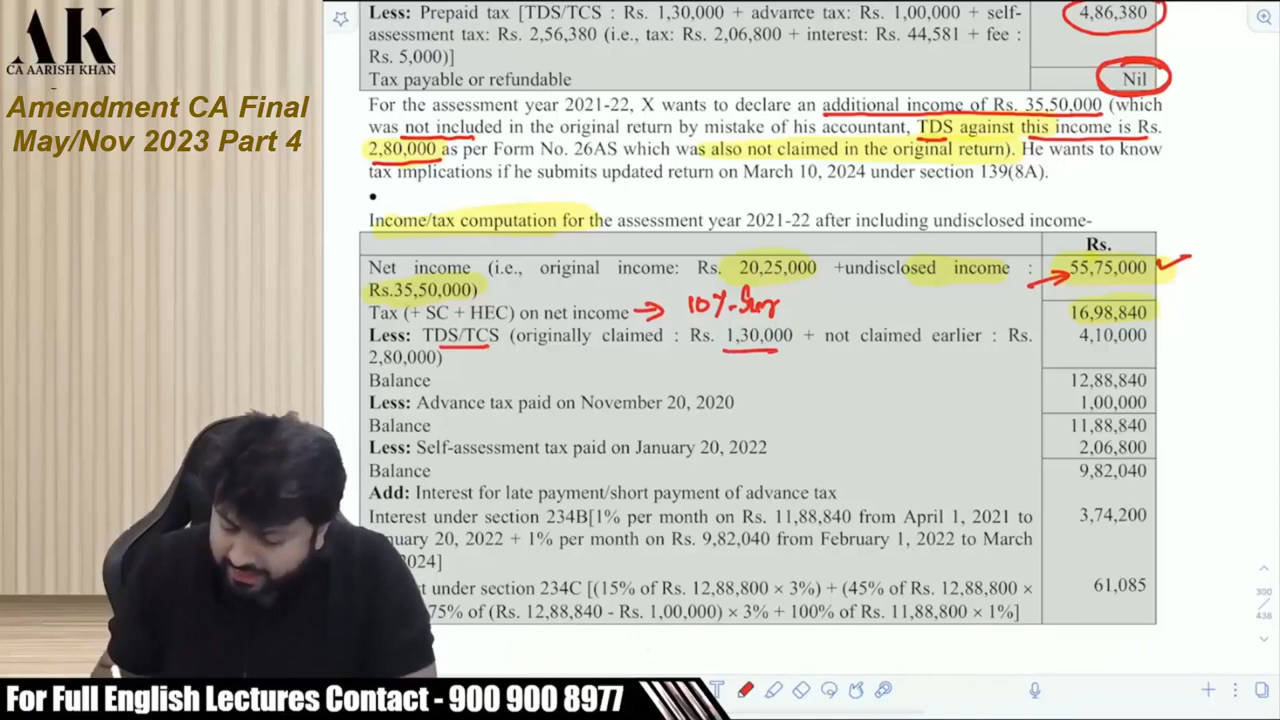 Less: Prepaid tax [TDS/TCS : Rs. 1,30,000 + advance tax: Rs. 1,00,000 + self-
4,86,380
assessment tax: Rs. 2,56,380 (i.e., tax: Rs. 2,06,800 + interest: Rs. 44,581 + fee :
Rs. 5,000)]
Tax payable or refundable
Nil
AK
CA AARISH KHAN
Amendment CA Final
May/Nov 2023 Part 4
For the assessment year 2021-22, X wants to declare an additional income of Rs. 35,50,000 (which
was not included in the original return by mistake of his accountant, TDS against this income is Rs.
2,80,000 as per Form No. 26AS which was also not claimed in the original return). He wants to know
tax implications if he submits updated return on March 10, 2024 under section 139(8A).
•
Income/tax computation for the assessment year 2021-22 after including undisclosed income-
Rs.
Net income (i.e., original income: Rs. 20,25,000 +undisclosed income :
55,75,000
Rs.35,50,000)
Tax (+ SC + HEC) on net income → 10%
16,98,840
Less: TDS/TCS (originally claimed : Rs. 1,30,000 + not claimed earlier : Rs.
4,10,000
2,80,000)
Balance
12,88,840
Less: Advance tax paid on November 20, 2020
1,00,000
Balance
11,88,840
Less: Self-assessment tax paid on January 20, 2022
2,06,800
Balance
9,82,040
Add: Interest for late payment/short payment of advance tax
Interest under section 234B[1% per month on Rs. 11,88,840 from April 1, 2021 to
3,74,200
nuary 20, 2022 + 1% per month on Rs. 9,82,040 from February 1, 2022 to March
2024]
t under section 234C [(15% of Rs. 12,88,800 × 3%) + (45% of Rs. 12,88,800 ×
61,085
75% of (Rs. 12,88,840 - Rs. 1,00,000) × 3% + 100% of Rs. 11,88,800 × 1%]
300
438
For Full English Lectures Contact - 900 900 8977